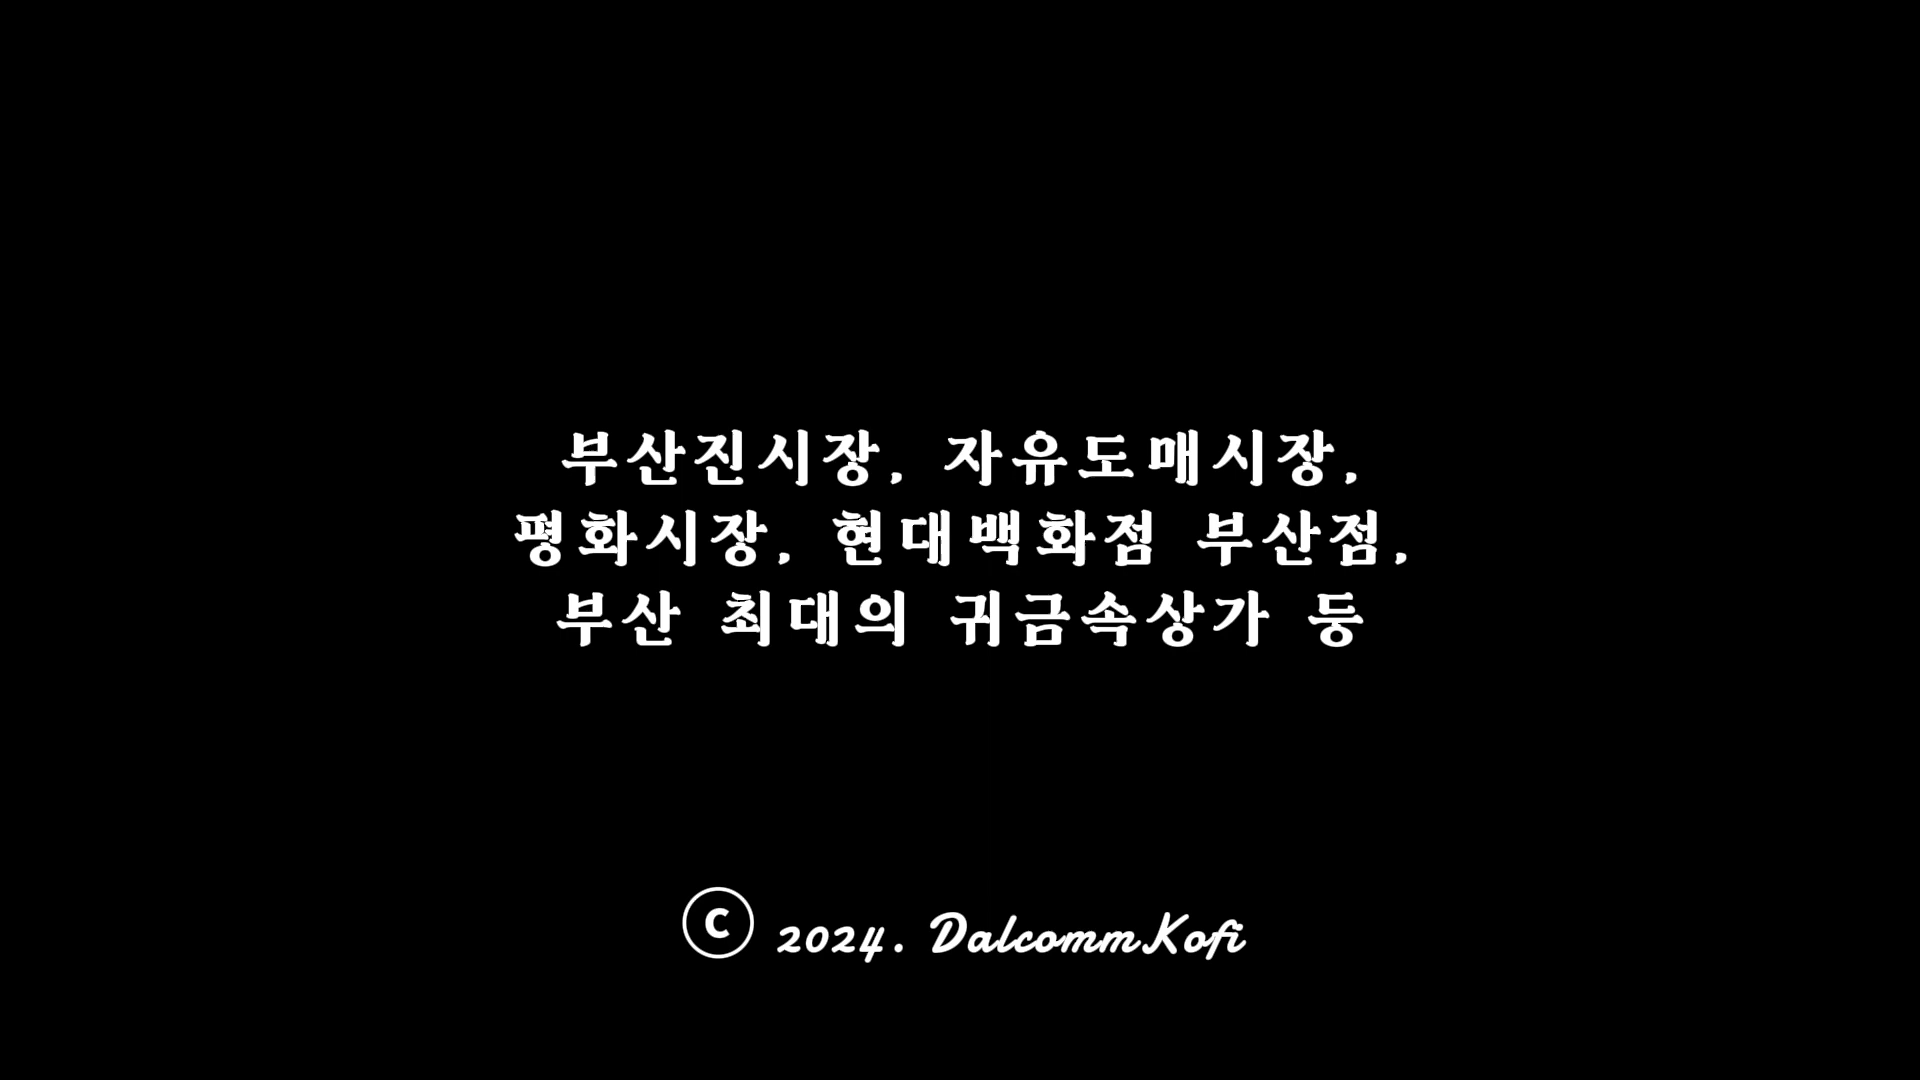 부산진시장, 자유도매시장,
평화시장, 현대백화점 부산점,
부산 최대의 귀금속상가 등
ⓒ 2024. DalcommKofi